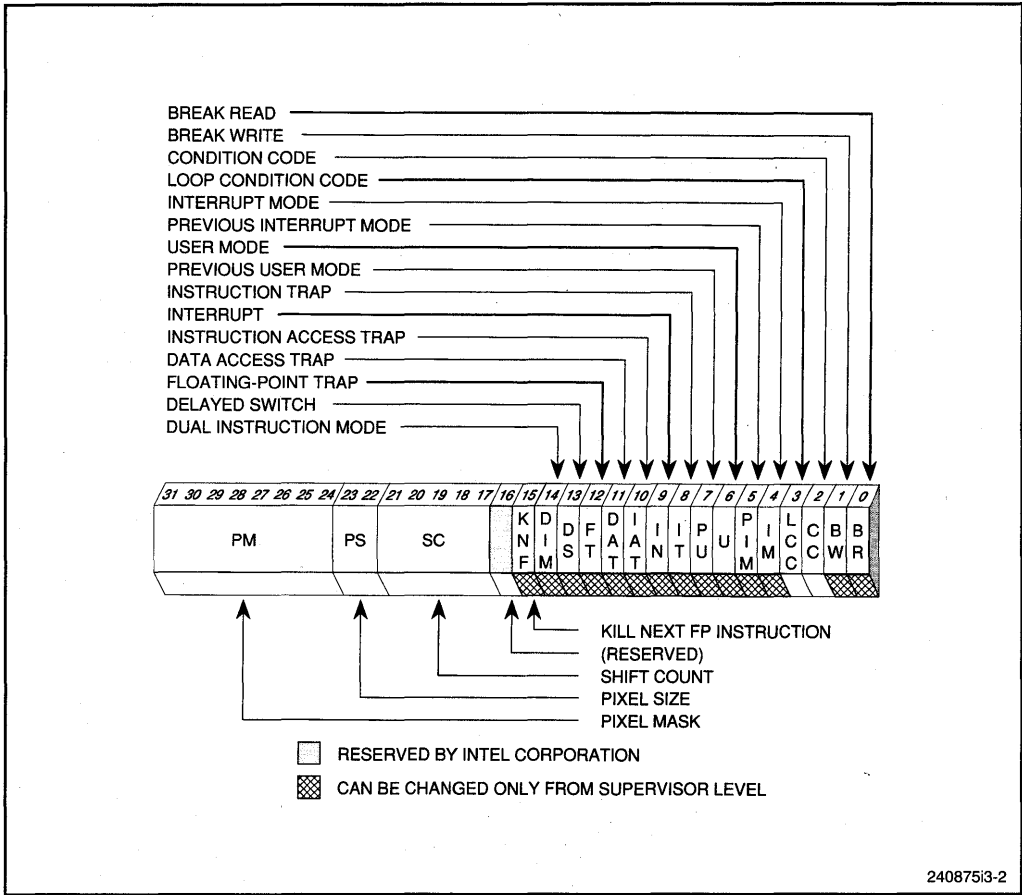 BREAK READ
BREAK WRITE
CONDITION CODE
LOOP CONDITION CODE
INTERRUPT MODE
PREVIOUS INTERRUPT MODE
USER MODE
PREVIOUS USER MODE
INSTRUCTION TRAP
INTERRUPT
INSTRUCTION ACCESS TRAP
DATA ACCESS TRAP
FLOATING-POINT TRAP
DELAYED SWITCH
DUAL INSTRUCTION MODE
31 30 29 28 27 26 25 24 23 22 21 20 19 18 17 16 15 14 13 12 11 10 9 8 7 6 5 4 3 2 1 0
PM PS SC KNF DIM DS FT DAT IAT IN IT PU U PIM IM LCC CC BW BR
KILL NEXT FP INSTRUCTION
(RESERVED)
SHIFT COUNT
PIXEL SIZE
PIXEL MASK
RESERVED BY INTEL CORPORATION
CAN BE CHANGED ONLY FROM SUPERVISOR LEVEL
240875i3-2